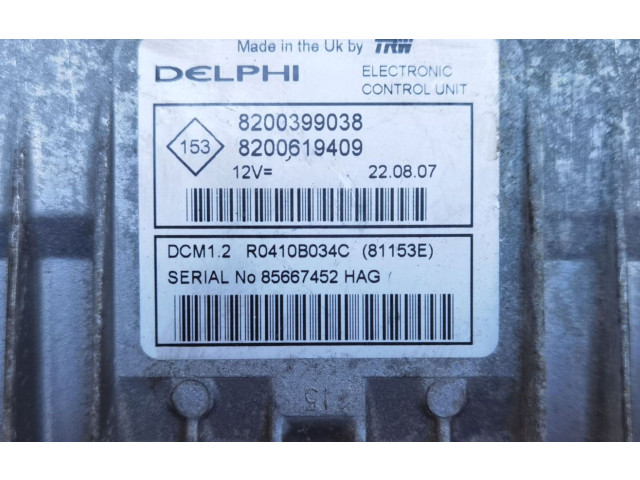 Made in the Uk by TRW
DELPHI ELECTRONIC
CONTROL UNIT
153
8200399038
8200619409
12V= 22.08.07
DCM1.2 R0410B034C (81153E)
SERIAL No 85667452 HAG
15